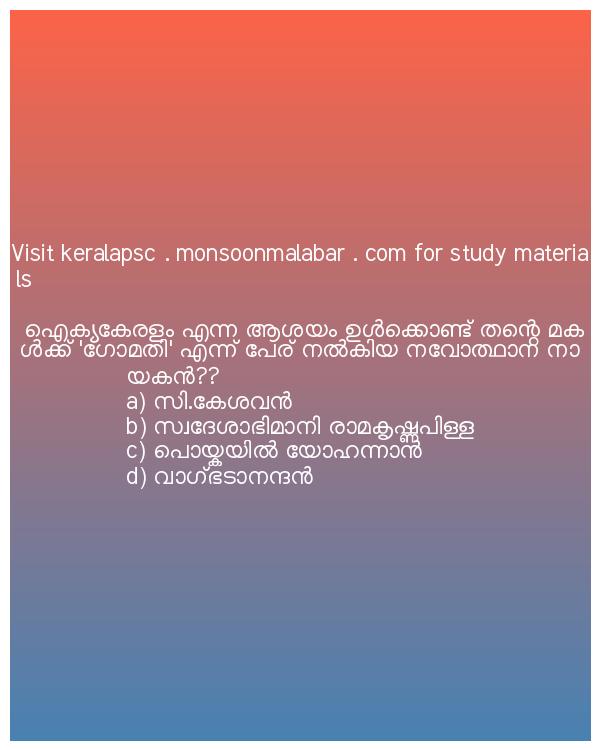 Visit keralapsc . monsoonmalabar . com for study materia
ls
ഐക്യകേരളം എന്ന ആശയം ഉൾക്കൊണ്ട് തന്റെ മക
ൾക്ക് 'ഗോമതി' എന്ന് പേര് നൽകിയ നവോത്ഥാന നാ
യകൻ??
a) സി.കേശവൻ
b) സ്വദേശാഭിമാനി രാമകൃഷ്ണപിള്ള
c) പൊയ്കയിൽ യോഹന്നാൻ
d) വാഗ്ഭടാനന്ദൻ